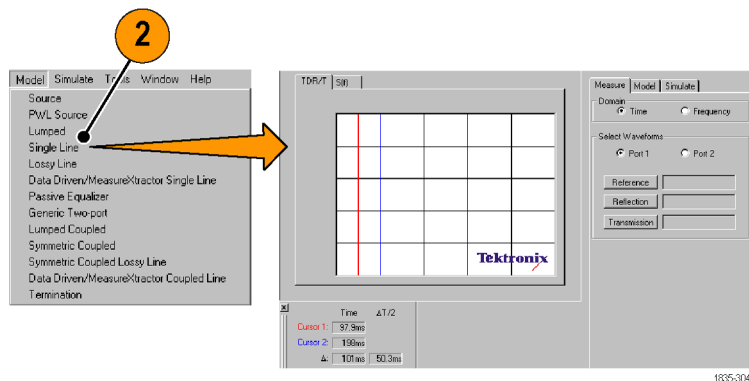 2
Model Simulate Tools Window Help
Source
PWL Source
Lumped
Single Line
Lossy Line
Data Driven/MeasureXtractor Single Line
Passive Equalizer
Generic Two-port
Lumped Coupled
Symmetric Coupled
Symmetric Coupled Lossy Line
Data Driven/MeasureXtractor Coupled Line
Termination
TDR/T S(f)
Tektronix
Time ΔT/2
Cursor 1: 97.9ms
Cursor 2: 198ms
Δ: 101ms 50.3ms
Measure Model Simulate
Domain
Time Frequency
Select Waveforms
Port 1 Port 2
Reference
Reflection
Transmission
1835-304